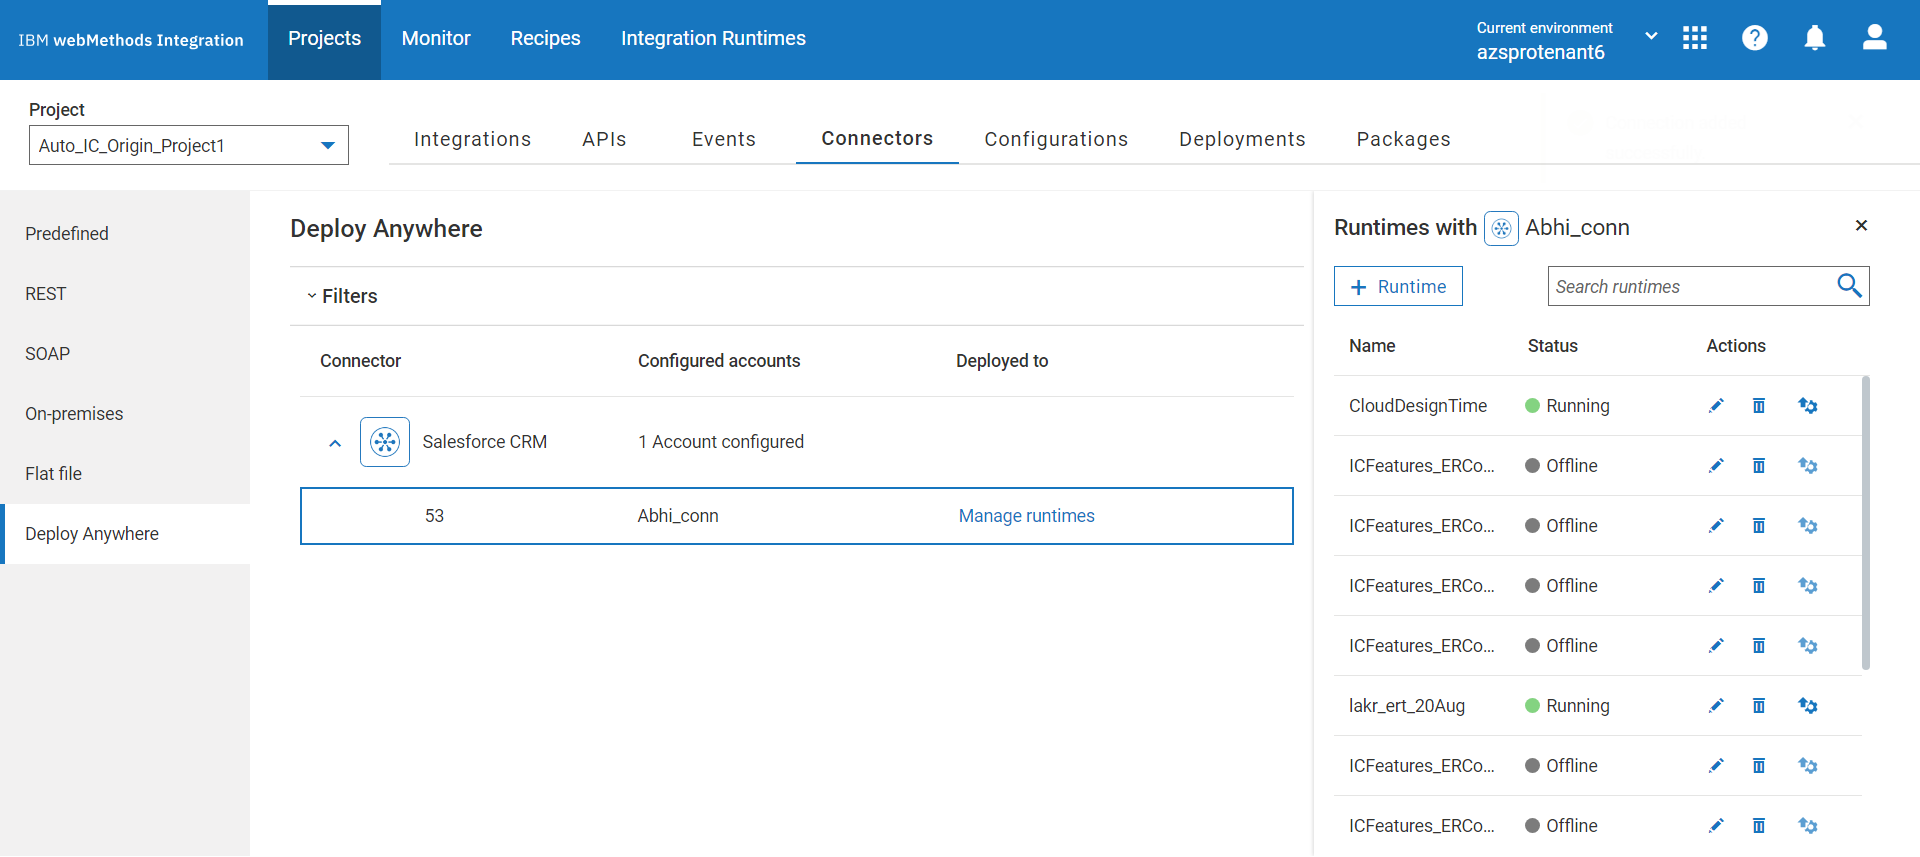 IBM webMethods Integration
Projects
Monitor
Recipes
Integration Runtimes
Current environment
azsprotenant6
Project
Auto_IC_Origin_Project1
Integrations
APIs
Events
Connectors
Configurations
Deployments
Packages
Predefined
REST
SOAP
On-premises
Flat file
Deploy Anywhere
Deploy Anywhere
Filters
Connector Configured accounts Deployed to
Salesforce CRM 1 Account configured
53 Abhi_conn Manage runtimes
Runtimes with Abhi_conn
+ Runtime
Search runtimes
Name Status Actions
CloudDesignTime Running
ICFeatures_ERCo... Offline
ICFeatures_ERCo... Offline
ICFeatures_ERCo... Offline
ICFeatures_ERCo... Offline
lakr_ert_20Aug Running
ICFeatures_ERCo... Offline
ICFeatures_ERCo... Offline